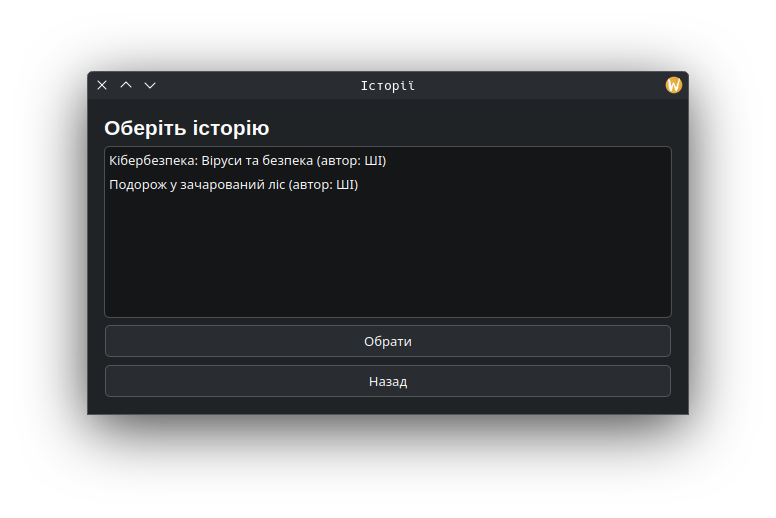 Історії
Оберіть історію
Кібербезпека: Віруси та безпека (автор: ШІ)
Подорож у зачарований ліс (автор: ШІ)
Обрати
Назад